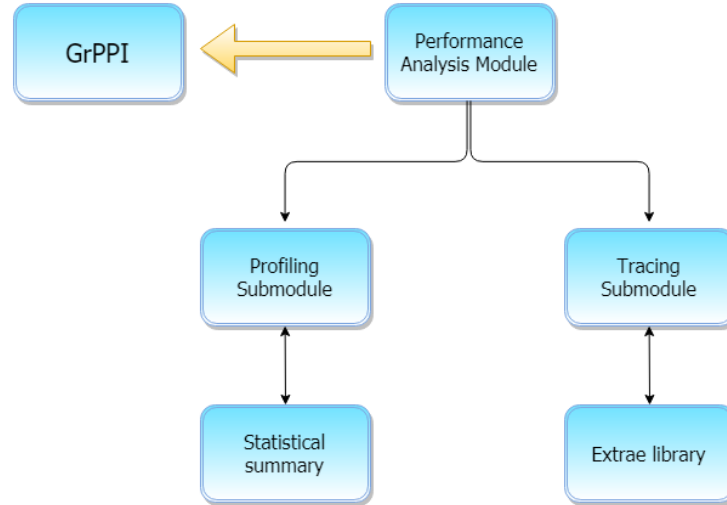 GrPPI
Performance
Analysis Module
Profiling
Submodule
Tracing
Submodule
Statistical
summary
Extrae library